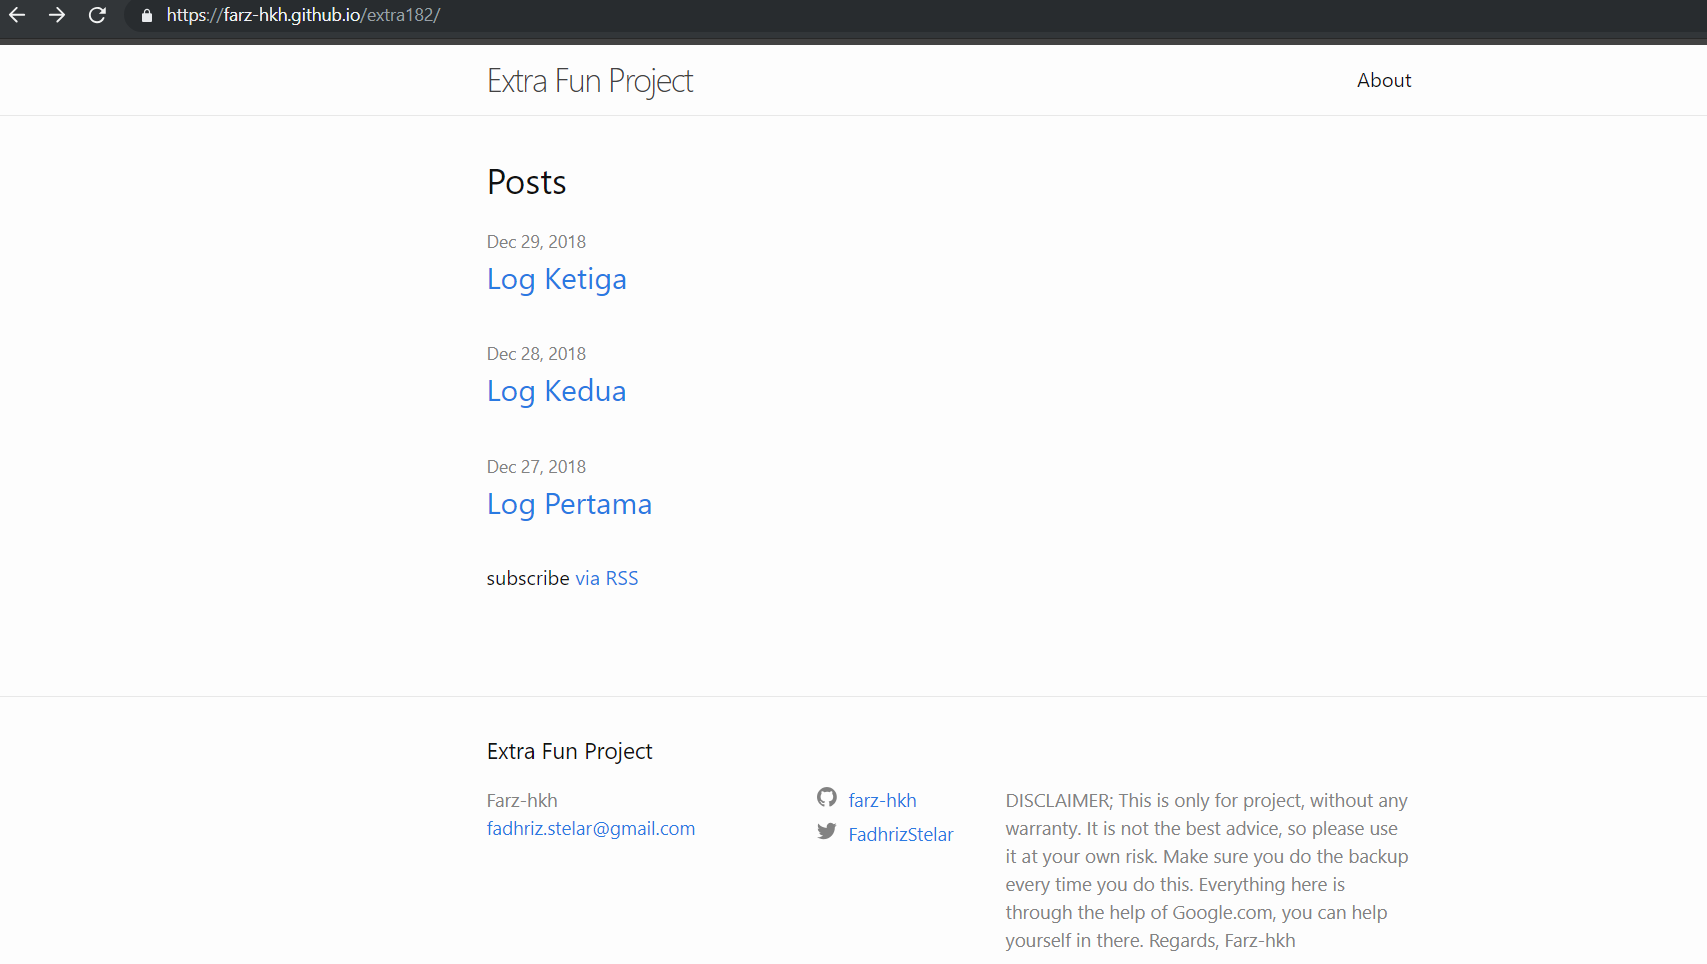 https://farz-hkh.github.io/extra182/
Extra Fun Project
About
Posts
Dec 29, 2018
Log Ketiga
Dec 28, 2018
Log Kedua
Dec 27, 2018
Log Pertama
subscribe via RSS
Extra Fun Project
Farz-hkh
fadhriz.stelar@gmail.com
farz-hkh
FadhrizStelar
DISCLAIMER; This is only for project, without any
warranty. It is not the best advice, so please use
it at your own risk. Make sure you do the backup
every time you do this. Everything here is
through the help of Google.com, you can help
yourself in there. Regards, Farz-hkh